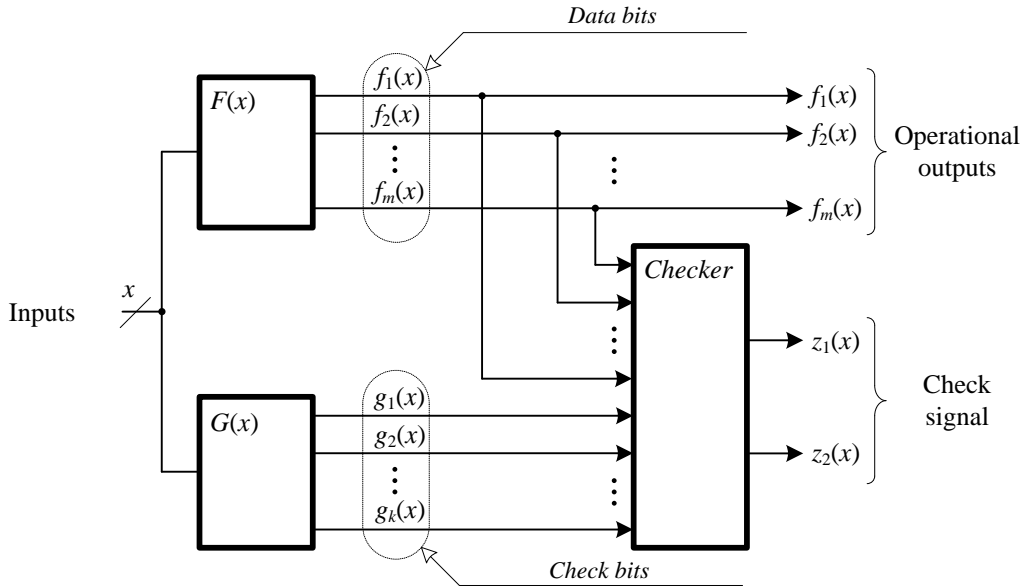 Data bits
F(x)
f₁(x)
f₁(x)
f₂(x)
f₂(x)
fₘ(x)
fₘ(x)
Operational
outputs
Inputs
x
Checker
z₁(x)
z₂(x)
Check
signal
G(x)
g₁(x)
g₂(x)
gₖ(x)
Check bits